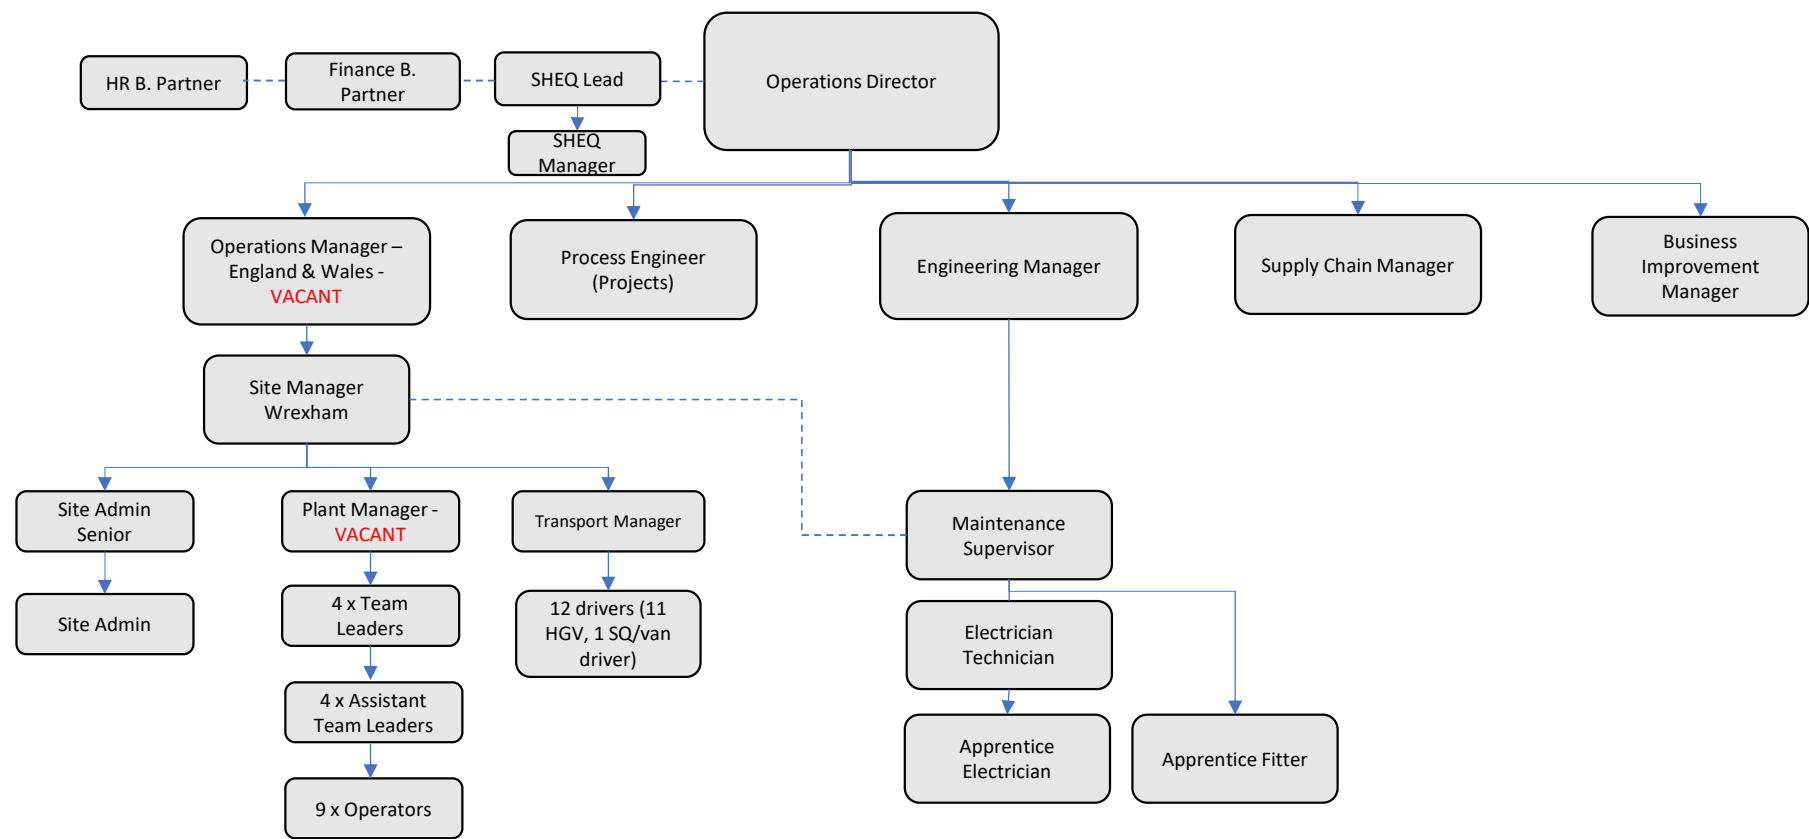 HR B. Partner
Finance B.
Partner
SHEQ Lead
Operations Director
SHEQ
Manager
Operations Manager –
England & Wales -
VACANT
Process Engineer
(Projects)
Engineering Manager
Supply Chain Manager
Business
Improvement
Manager
Site Manager
Wrexham
Site Admin
Senior
Plant Manager -
VACANT
Transport Manager
Maintenance
Supervisor
Site Admin
4 x Team
Leaders
12 drivers (11
HGV, 1 SQ/van
driver)
Electrician
Technician
4 x Assistant
Team Leaders
Apprentice
Electrician
Apprentice Fitter
9 x Operators